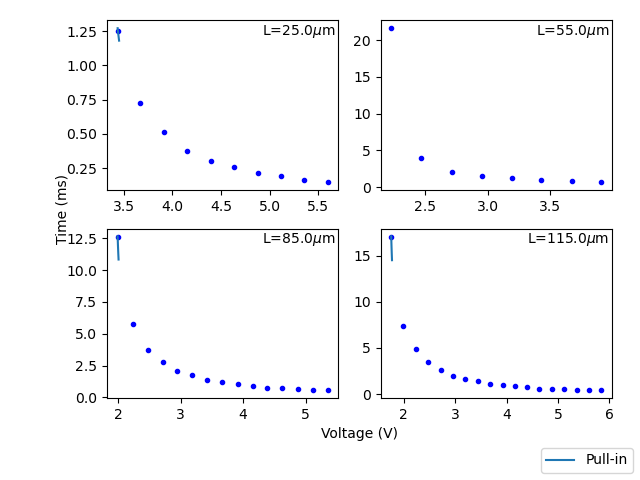 L=25.0μm
1.25
1.00
0.75
0.50
0.25
3.5 4.0 4.5 5.0 5.5
L=55.0μm
20
15
10
5
0
2.5 3.0 3.5
Time (ms)
L=85.0μm
12.5
10.0
7.5
5.0
2.5
0.0
2 3 4 5
L=115.0μm
15
10
5
0
2 3 4 5 6
Voltage (V)
Pull-in